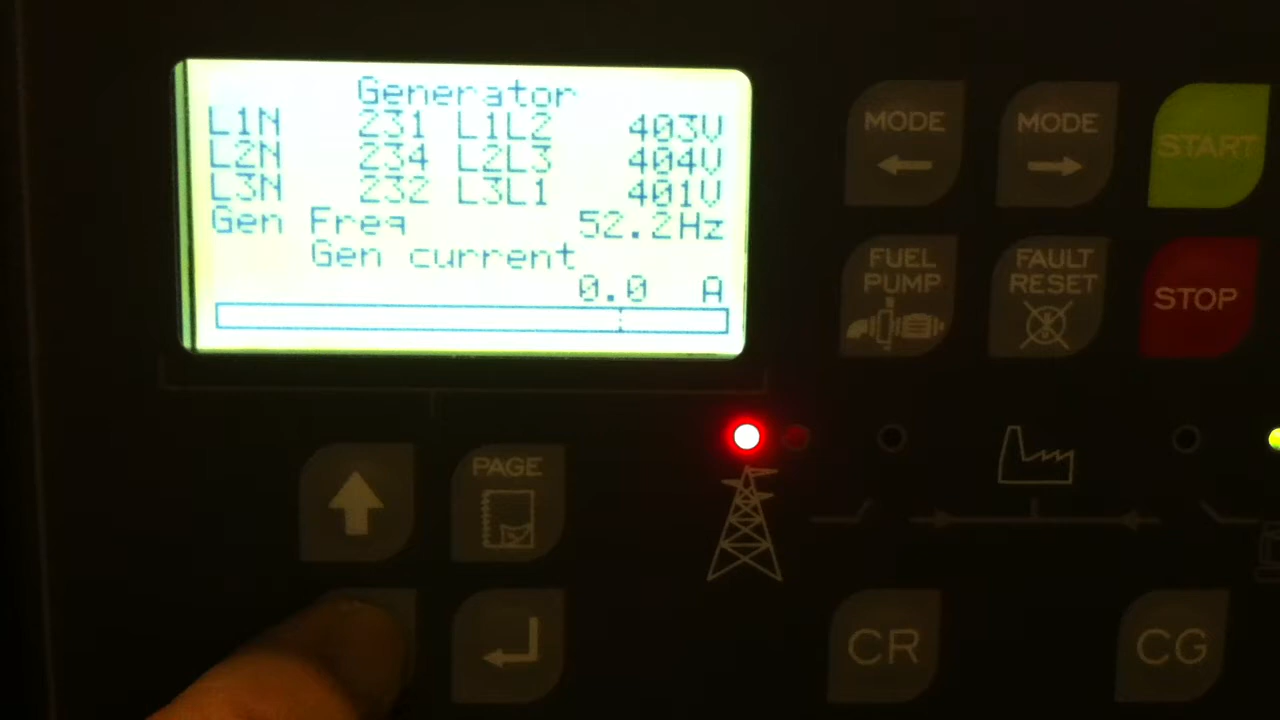 Generator
L1N 231 L1L2 403V
L2N 234 L2L3 404V
L3N 232 L3L1 401V
Gen Freq 52.2Hz
Gen current
0.0 A
MODE
MODE
START
FUEL
PUMP
FAULT
RESET
STOP
PAGE
CR
CG